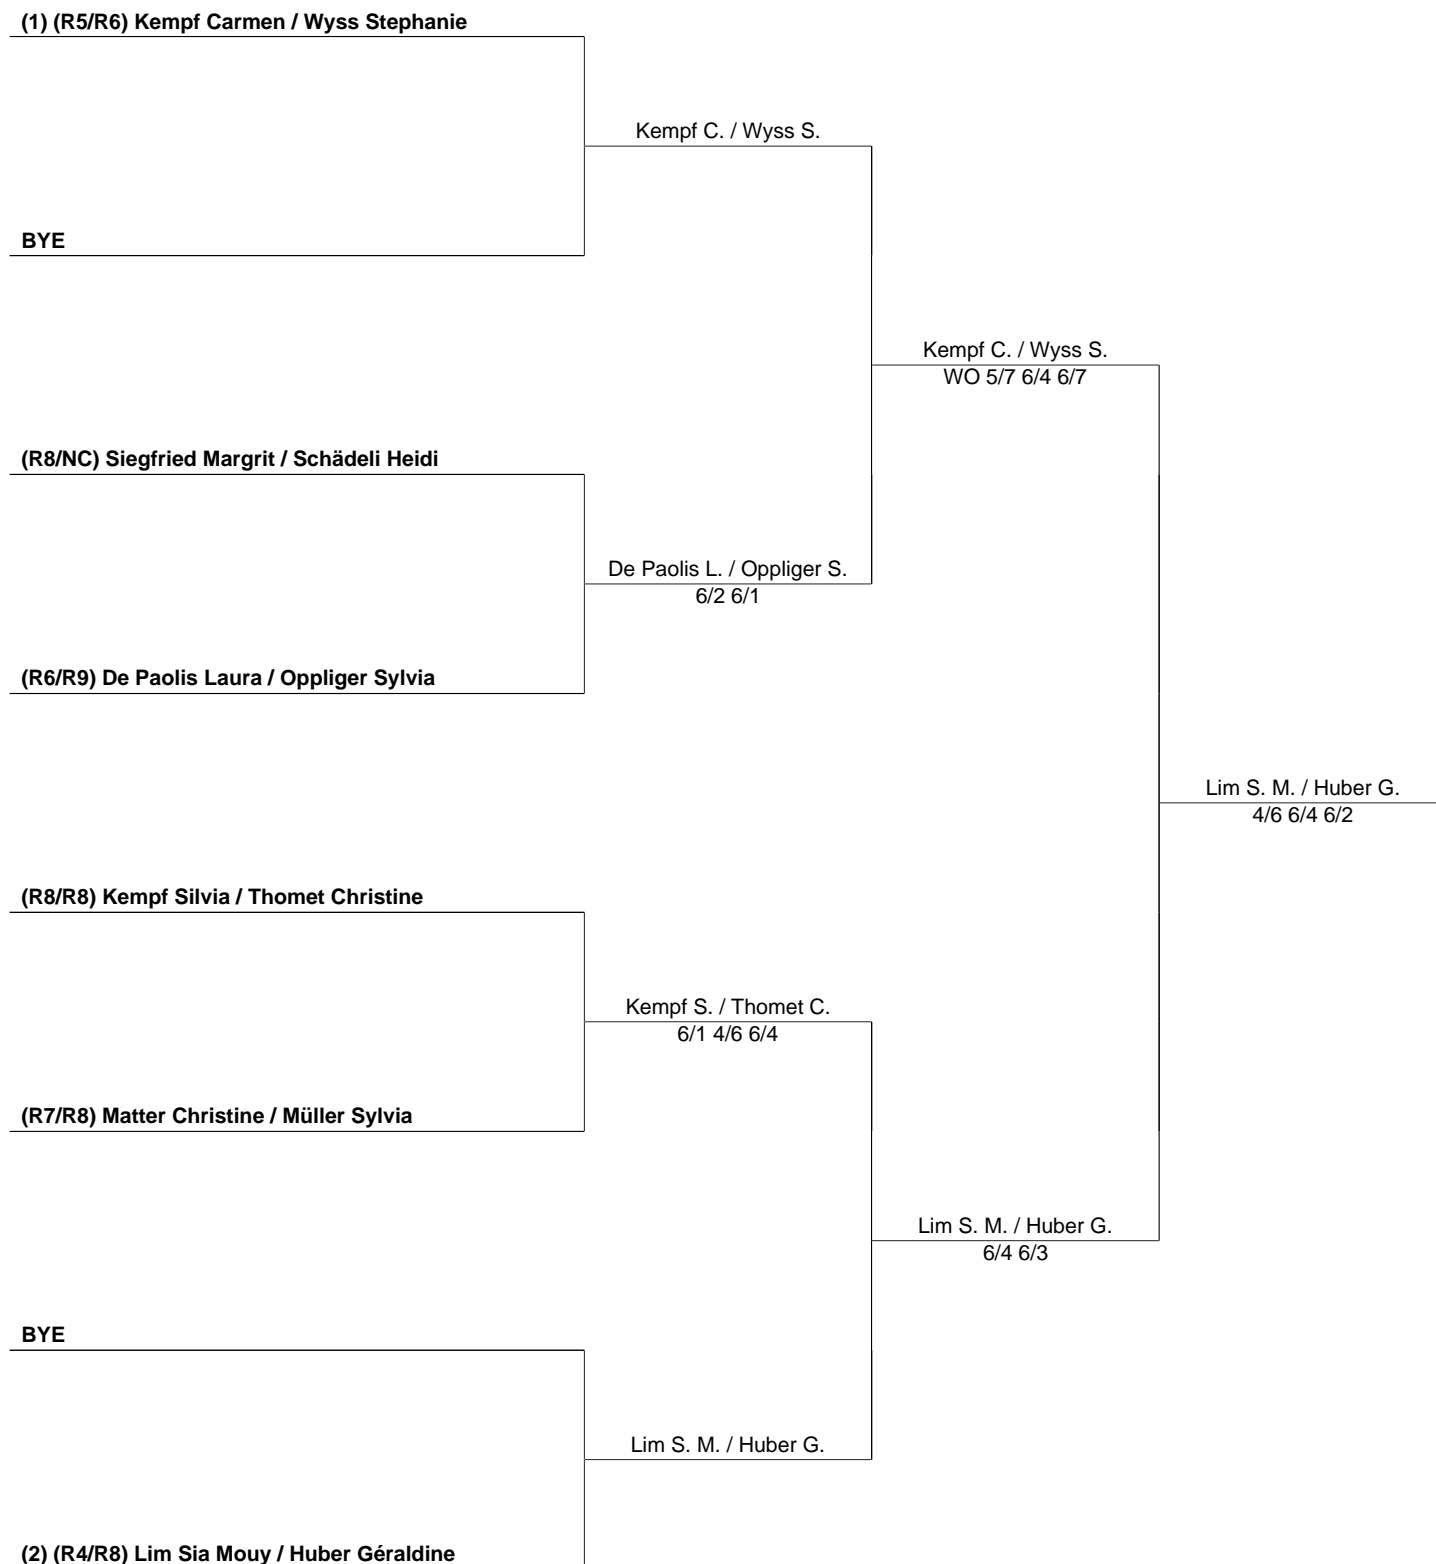 (1) (R5/R6) Kempf Carmen / Wyss Stephanie
Kempf C. / Wyss S.
BYE
Kempf C. / Wyss S.
WO 5/7 6/4 6/7
(R8/NC) Siegfried Margrit / Schädeli Heidi
De Paolis L. / Oppliger S.
6/2 6/1
(R6/R9) De Paolis Laura / Oppliger Sylvia
Lim S. M. / Huber G.
4/6 6/4 6/2
(R8/R8) Kempf Silvia / Thomet Christine
Kempf S. / Thomet C.
6/1 4/6 6/4
(R7/R8) Matter Christine / Müller Sylvia
Lim S. M. / Huber G.
6/4 6/3
BYE
Lim S. M. / Huber G.
(2) (R4/R8) Lim Sia Mouy / Huber Géraldine